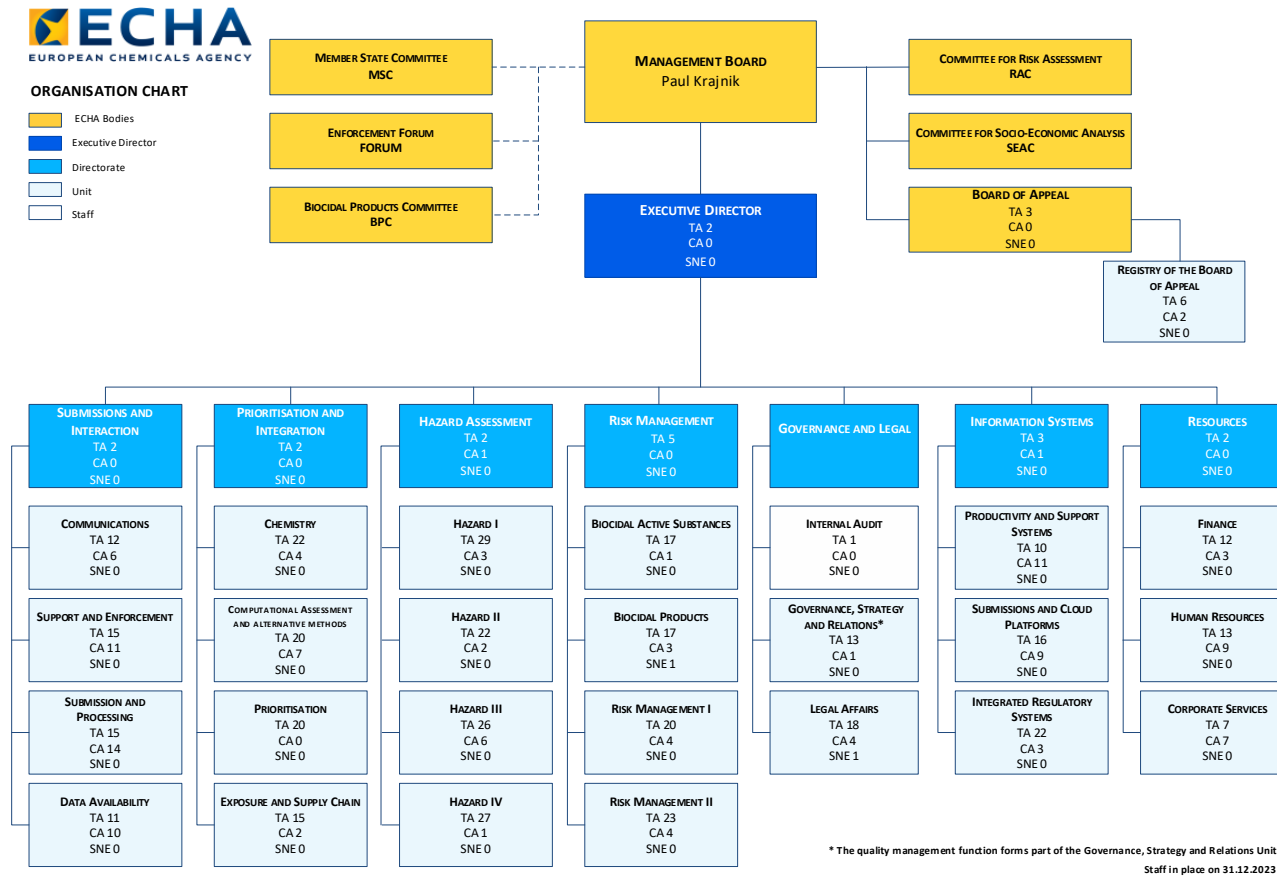 ECHA
EUROPEAN CHEMICALS AGENCY
ORGANISATION CHART
ECHA Bodies
Executive Director
Directorate
Unit
Staff
MEMBER STATE COMMITTEE
MSC
ENFORCEMENT FORUM
FORUM
BIOCIDAL PRODUCTS COMMITTEE
BPC
MANAGEMENT BOARD
Paul Krajnik
EXECUTIVE DIRECTOR
TA 2
CA 0
SNE 0
COMMITTEE FOR RISK ASSESSMENT
RAC
COMMITTEE FOR SOCIO-ECONOMIC ANALYSIS
SEAC
BOARD OF APPEAL
TA 3
CA 0
SNE 0
REGISTRY OF THE BOARD
OF APPEAL
TA 6
CA 2
SNE 0
SUBMISSIONS AND
INTERACTION
TA 2
CA 0
SNE 0
COMMUNICATIONS
TA 12
CA 6
SNE 0
SUPPORT AND ENFORCEMENT
TA 15
CA 11
SNE 0
SUBMISSION AND
PROCESSING
TA 15
CA 14
SNE 0
DATA AVAILABILITY
TA 11
CA 10
SNE 0
PRIORITISATION AND
INTEGRATION
TA 2
CA 0
SNE 0
CHEMISTRY
TA 22
CA 4
SNE 0
COMPUTATIONAL ASSESSMENT
AND ALTERNATIVE METHODS
TA 20
CA 7
SNE 0
PRIORITISATION
TA 20
CA 0
SNE 0
EXPOSURE AND SUPPLY CHAIN
TA 15
CA 2
SNE 0
HAZARD ASSESSMENT
TA 2
CA 1
SNE 0
HAZARD I
TA 29
CA 3
SNE 0
HAZARD II
TA 22
CA 2
SNE 0
HAZARD III
TA 26
CA 6
SNE 0
HAZARD IV
TA 27
CA 1
SNE 0
RISK MANAGEMENT
TA 5
CA 0
SNE 0
BIOCIDAL ACTIVE SUBSTANCES
TA 17
CA 1
SNE 0
BIOCIDAL PRODUCTS
TA 17
CA 3
SNE 1
RISK MANAGEMENT I
TA 20
CA 4
SNE 0
RISK MANAGEMENT II
TA 23
CA 4
SNE 0
GOVERNANCE AND LEGAL
INTERNAL AUDIT
TA 1
CA 0
SNE 0
GOVERNANCE, STRATEGY
AND RELATIONS*
TA 13
CA 1
SNE 0
LEGAL AFFAIRS
TA 18
CA 4
SNE 1
INFORMATION SYSTEMS
TA 3
CA 1
SNE 0
PRODUCTIVITY AND SUPPORT
SYSTEMS
TA 10
CA 11
SNE 0
SUBMISSIONS AND CLOUD
PLATFORMS
TA 16
CA 9
SNE 0
INTEGRATED REGULATORY
SYSTEMS
TA 22
CA 3
SNE 0
RESOURCES
TA 2
CA 0
SNE 0
FINANCE
TA 12
CA 3
SNE 0
HUMAN RESOURCES
TA 13
CA 9
SNE 0
CORPORATE SERVICES
TA 7
CA 7
SNE 0
* The quality management function forms part of the Governance, Strategy and Relations Unit
Staff in place on 31.12.2023